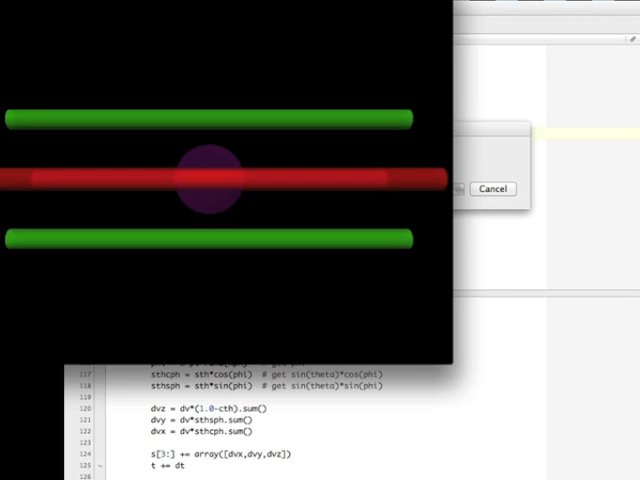 Cancel
117 sthcph = sth*cos(phi) # get sin(theta)*cos(phi)
118 sthsph = sth*sin(phi) # get sin(theta)*sin(phi)
119
120 dvz = dv*(1.0-cth).sum()
121 dvy = dv*sthsph.sum()
122 dvx = dv*sthcph.sum()
123
124 s[3:] += array([dvx,dvy,dvz])
125 t += dt
126